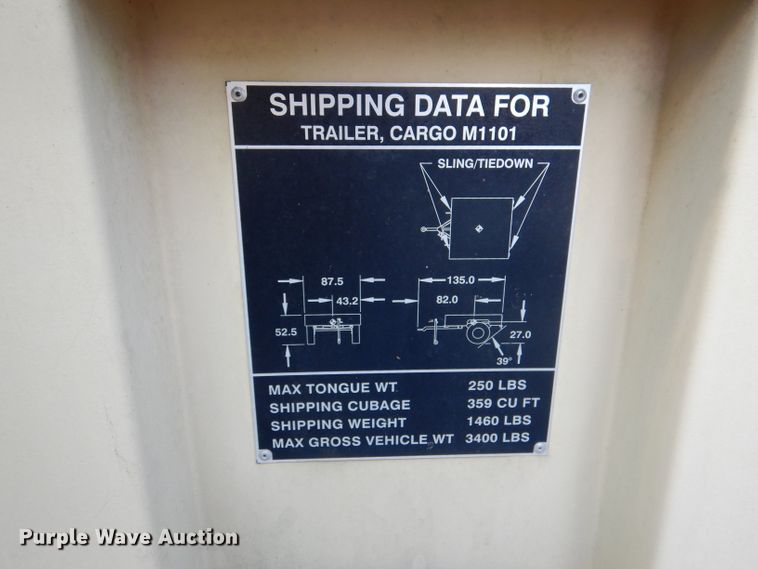 SHIPPING DATA FOR
TRAILER, CARGO M1101
SLING/TIEDOWN
87.5
135.0
43.2
82.0
52.5
27.0
39°
MAX TONGUE WT 250 LBS
SHIPPING CUBAGE 359 CU FT
SHIPPING WEIGHT 1460 LBS
MAX GROSS VEHICLE WT 3400 LBS
Purple Wave Auction